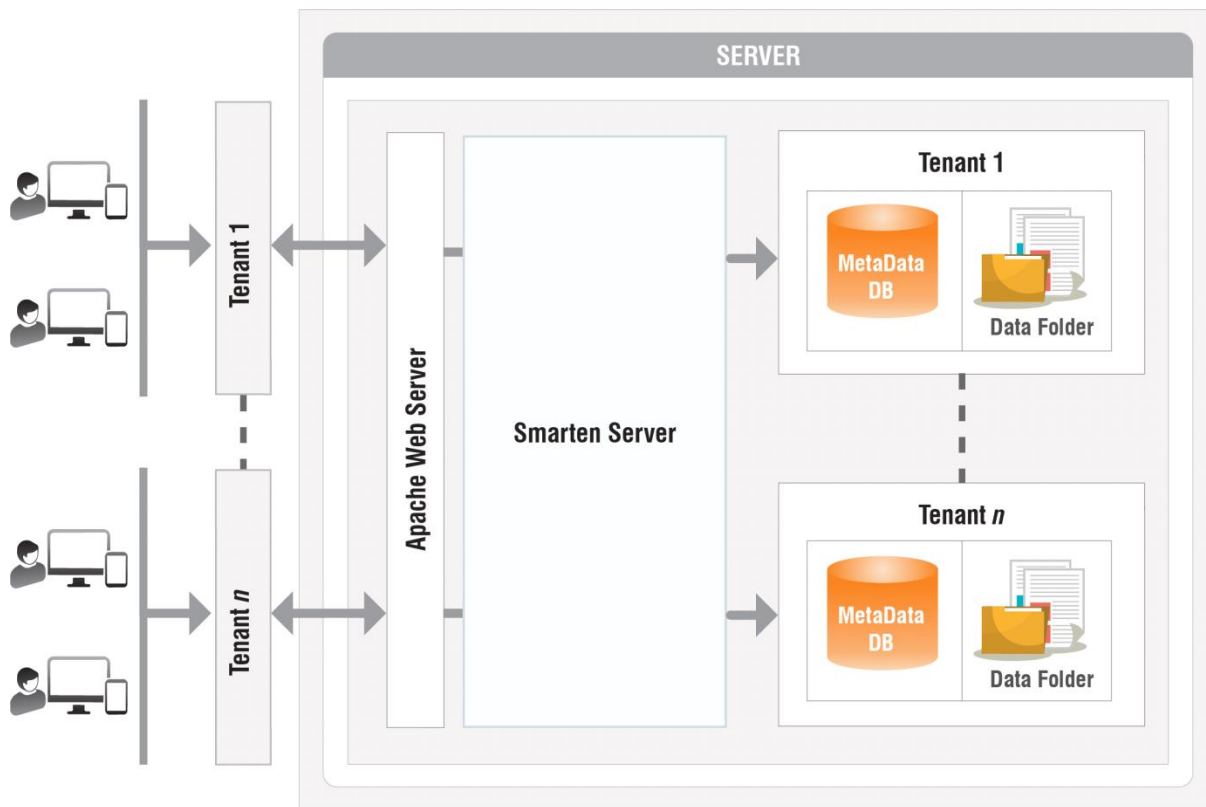 SERVER
Tenant 1
Apache Web Server
Smarten Server
Tenant 1
MetaData
DB
Data Folder
Tenant n
Tenant n
MetaData
DB
Data Folder